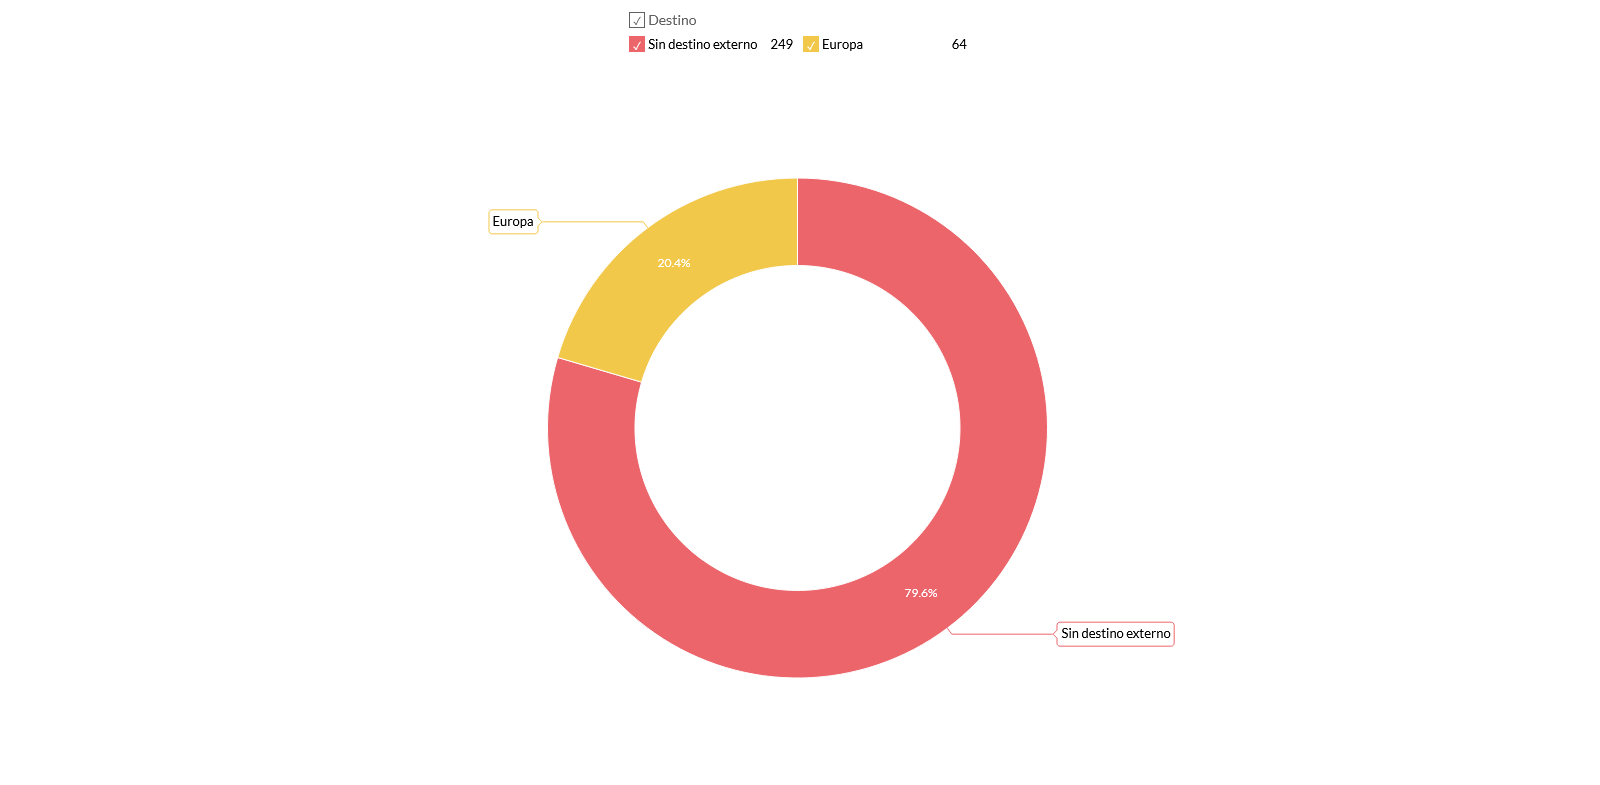 Destino
Sin destino externo 249 Europa 64
Europa
20.4%
79.6%
Sin destino externo